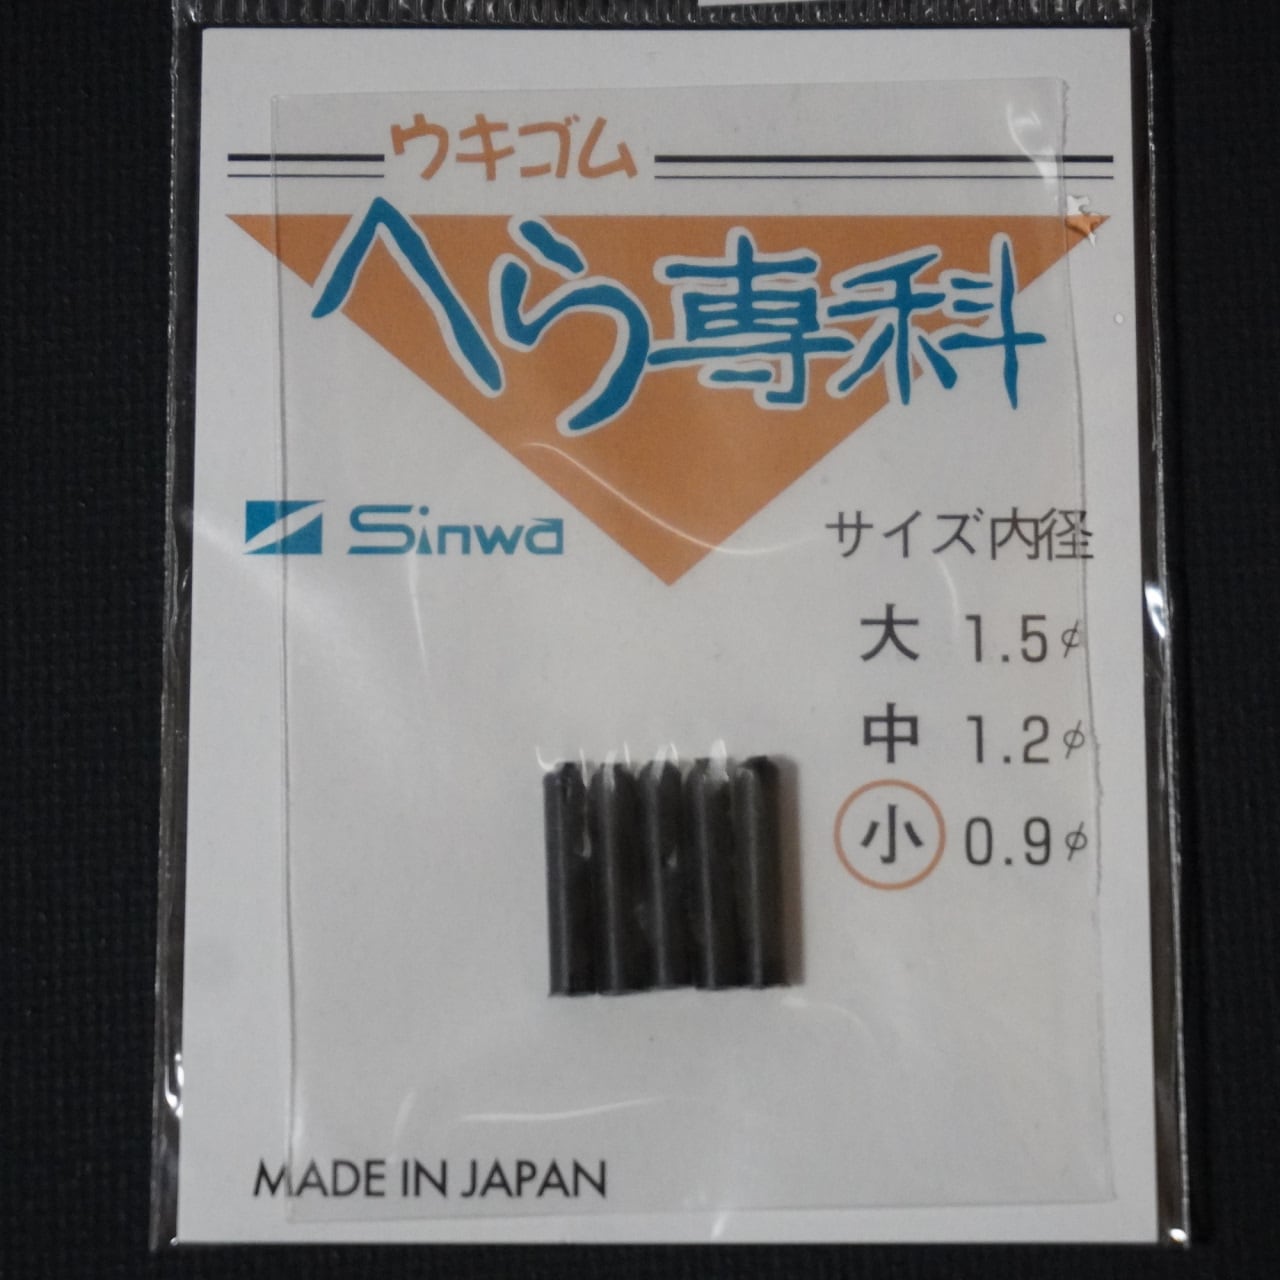 ウキゴム
へら専科
Sinwa
サイズ内径
大 1.5φ
中 1.2φ
小 0.9φ
MADE IN JAPAN